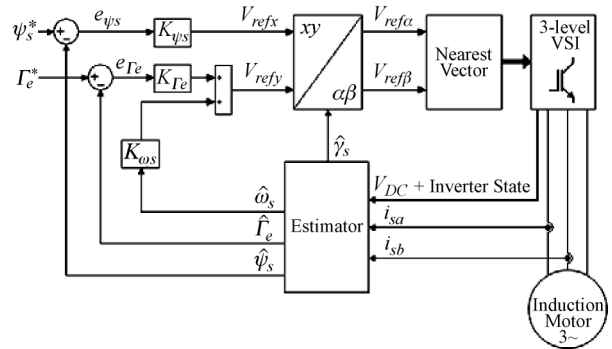 ψs* + − eψs Kψs Vrefx xy Vrefα 3-level
VSI
Γe* + − eΓe KΓe + + Vrefy αβ Vrefβ Nearest
Vector
Kωs
γ̂s
ω̂s
Γ̂e
ψ̂s
Estimator
VDC + Inverter State
isa
isb
Induction
Motor
3~